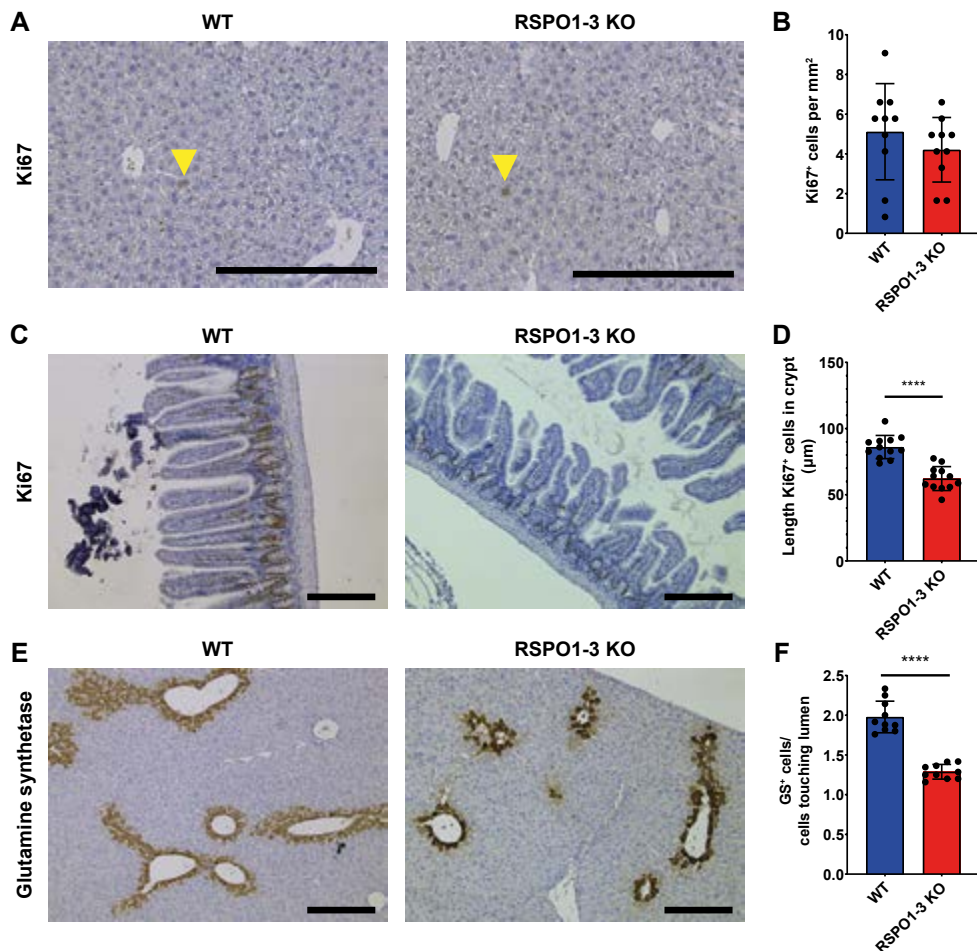 A
WT
RSPO1-3 KO
Ki67
B
Ki67⁺ cells per mm²
10
8
6
4
2
0
WT
RSPO1-3 KO
C
WT
RSPO1-3 KO
Ki67
D
Length Ki67⁺ cells in crypt
(μm)
150
100
50
0
****
WT
RSPO1-3 KO
E
WT
RSPO1-3 KO
Glutamine synthetase
F
GS⁺ cells/
cells touching lumen
2.5
2.0
1.5
1.0
0.5
0.0
****
WT
RSPO1-3 KO